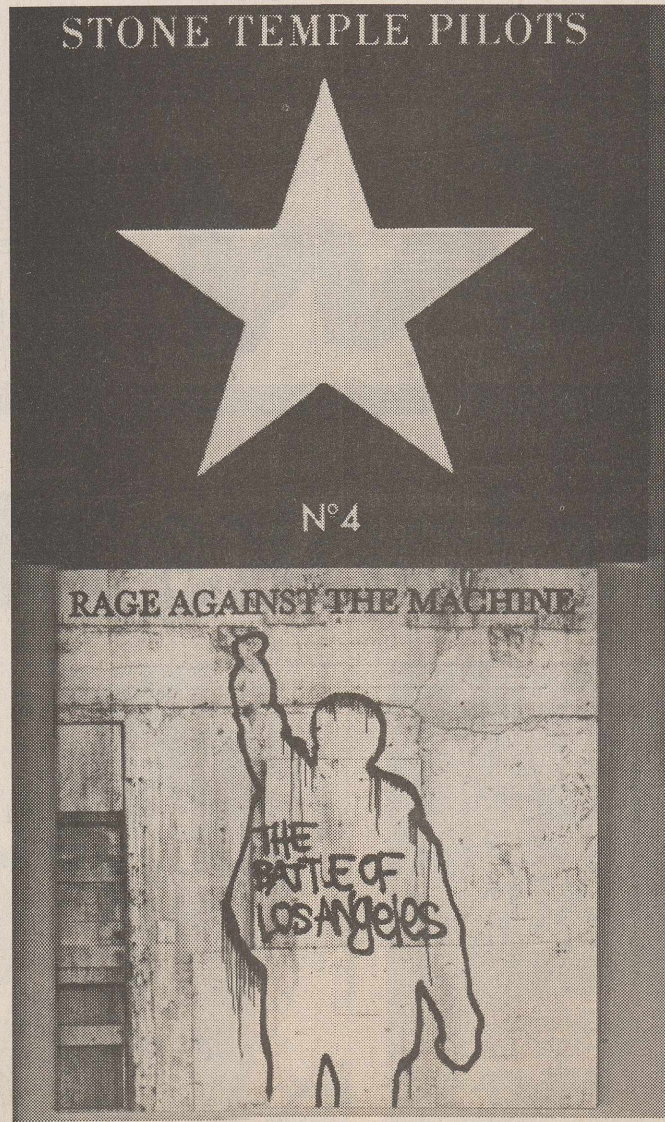 STONE TEMPLE PILOTS
N°4
RAGE AGAINST THE MACHINE
THE
BATTLE OF
LOS ANgeles